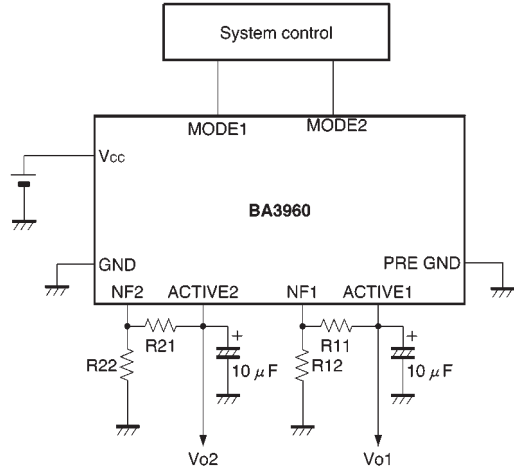 System control
MODE1 MODE2
Vcc
BA3960
GND PRE GND
NF2 ACTIVE2 NF1 ACTIVE1
+ +
R21 R11
R22 10 μF R12 10 μF
Vo2 Vo1